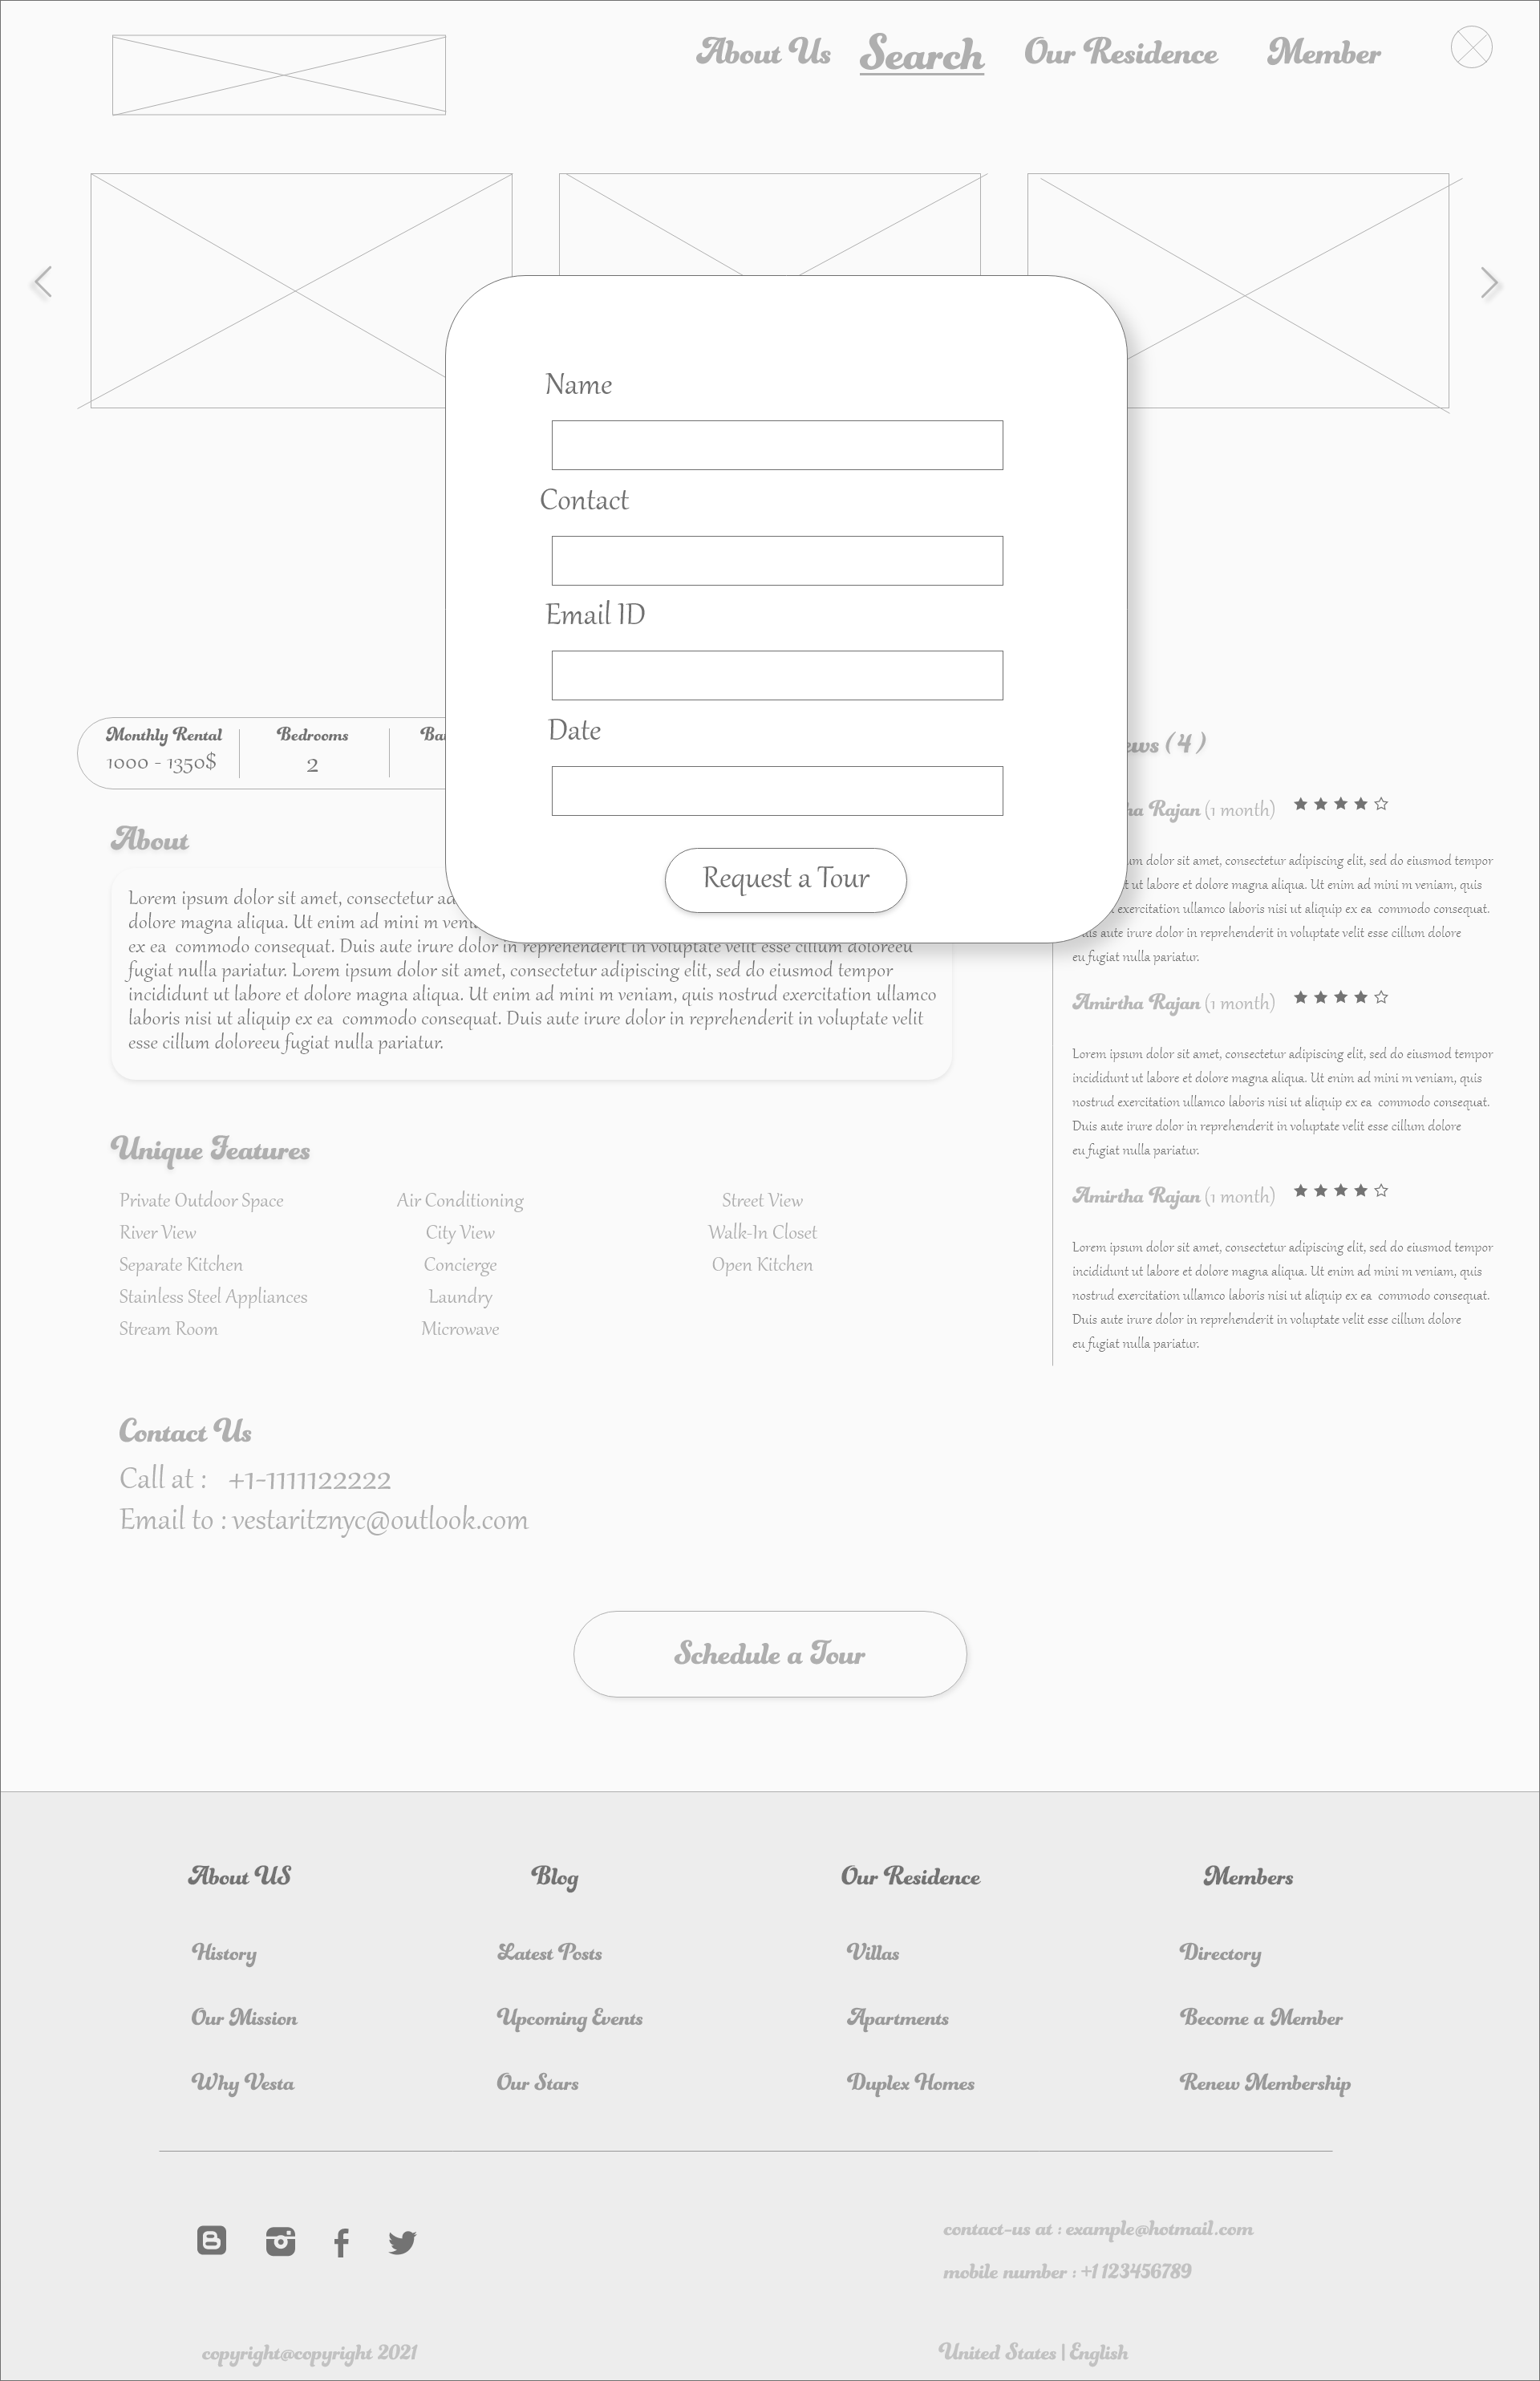 About Us Search Our Residence Member
Name
Contact
Email ID
Date
Request a Tour
Monthly Rental Bedrooms
1000 - 1350$ 2
About
Lorem ipsum dolor sit amet, consectetur
dolore magna aliqua. Ut enim ad mini m
ex ea commodo consequat. Duis aute irure dolor in reprehenderit in voluptate velit esse cillum doloreeu
fugiat nulla pariatur. Lorem ipsum dolor sit amet, consectetur adipiscing elit, sed do eiusmod tempor
incididunt ut labore et dolore magna aliqua. Ut enim ad mini m veniam, quis nostrud exercitation ullamco
laboris nisi ut aliquip ex ea commodo consequat. Duis aute irure dolor in reprehenderit in voluptate velit
esse cillum doloreeu fugiat nulla pariatur.
Unique Features
Private Outdoor Space Air Conditioning Street View
River View City View Walk-In Closet
Separate Kitchen Concierge Open Kitchen
Stainless Steel Appliances Laundry
Stream Room Microwave
Contact Us
Call at : +1-1111122222
Email to : vestaritznyc@outlook.com
(4)
Rajan (1 month)
dolor sit amet, consectetur adipiscing elit, sed do eiusmod tempor
ut labore et dolore magna aliqua. Ut enim ad mini m veniam, quis
exercitation ullamco laboris nisi ut aliquip ex ea commodo consequat.
aute irure dolor in reprehenderit in voluptate velit esse cillum dolore
eu fugiat nulla pariatur.
Amirtha Rajan (1 month)
Lorem ipsum dolor sit amet, consectetur adipiscing elit, sed do eiusmod tempor
incididunt ut labore et dolore magna aliqua. Ut enim ad mini m veniam, quis
nostrud exercitation ullamco laboris nisi ut aliquip ex ea commodo consequat.
Duis aute irure dolor in reprehenderit in voluptate velit esse cillum dolore
eu fugiat nulla pariatur.
Amirtha Rajan (1 month)
Lorem ipsum dolor sit amet, consectetur adipiscing elit, sed do eiusmod tempor
incididunt ut labore et dolore magna aliqua. Ut enim ad mini m veniam, quis
nostrud exercitation ullamco laboris nisi ut aliquip ex ea commodo consequat.
Duis aute irure dolor in reprehenderit in voluptate velit esse cillum dolore
eu fugiat nulla pariatur.
Schedule a Tour
About US Blog Our Residence Members
History Latest Posts Villas Directory
Our Mission Upcoming Events Apartments Become a Member
Why Vesta Our Stars Duplex Homes Renew Membership
contact-us at : example@hotmail.com
mobile number : +1 123456789
copyright@copyright 2021 United States | English